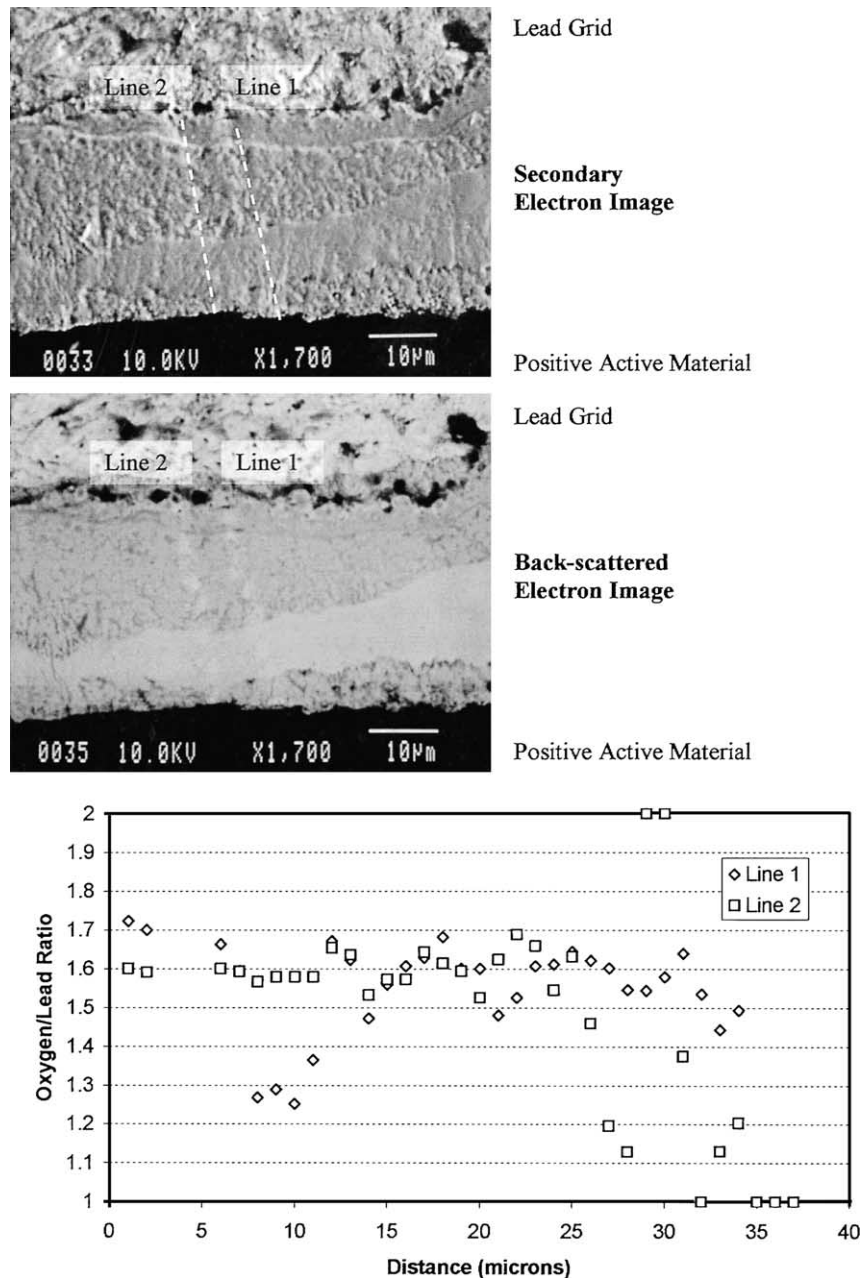 Lead Grid
Line 2 Line 1
Secondary
Electron Image
0033 10.0KV X1,700 10µm
Positive Active Material
Lead Grid
Line 2 Line 1
Back-scattered
Electron Image
0035 10.0KV X1,700 10µm
Positive Active Material
2
1.9
1.8
1.7
1.6
1.5
1.4
1.3
1.2
1.1
1
Oxygen/Lead Ratio
Line 1
Line 2
0 5 10 15 20 25 30 35 40
Distance (microns)